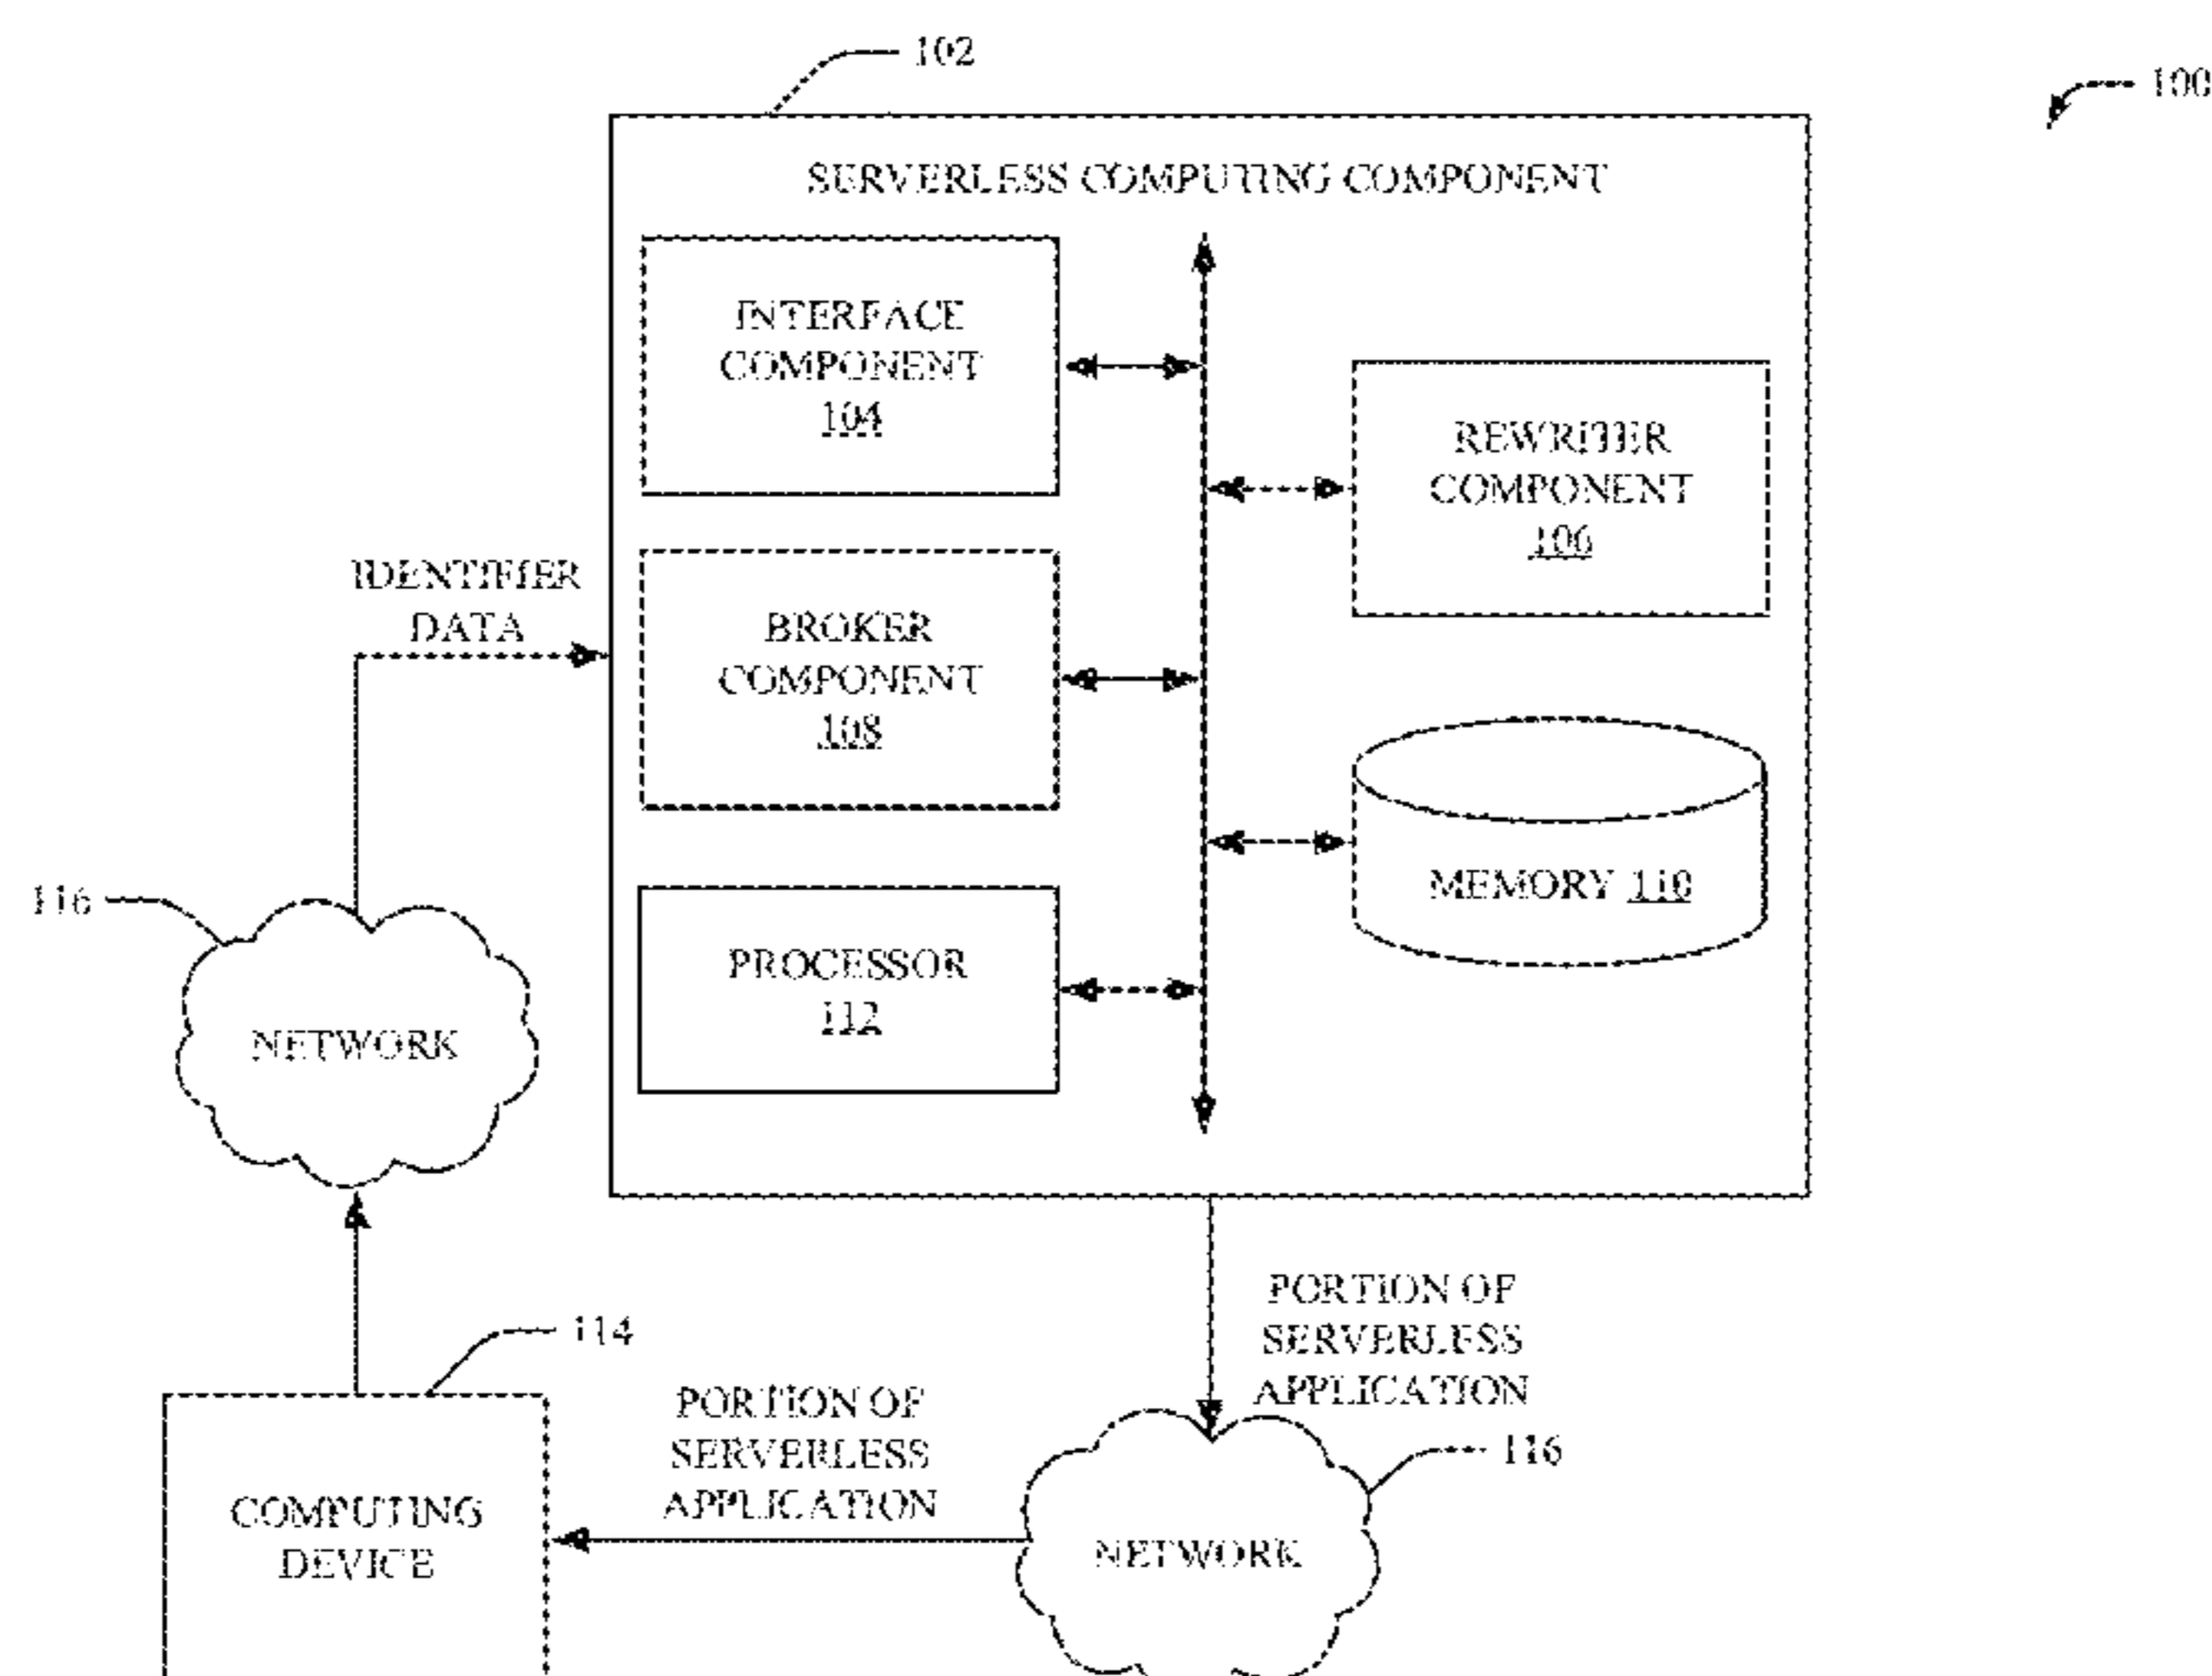 102
100
SERVERLESS COMPUTING COMPONENT
INTERFACE
COMPONENT
104
REWRITER
COMPONENT
106
IDENTIFIER
DATA
BROKER
COMPONENT
108
MEMORY 110
116
PROCESSOR
112
NETWORK
PORTION OF
SERVERLESS
APPLICATION
114
PORTION OF
SERVERLESS
APPLICATION
116
COMPUTING
DEVICE
NETWORK